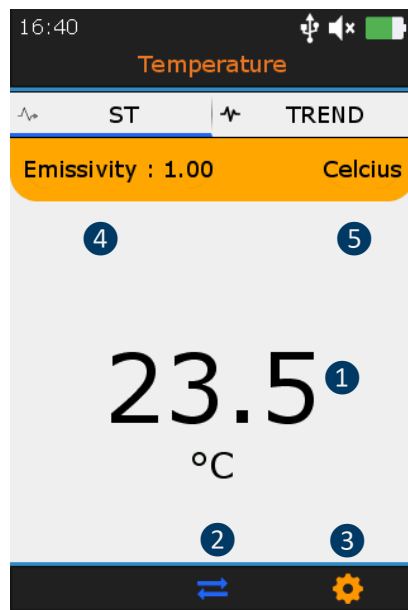 16:40
Temperature
ST TREND
Emissivity : 1.00 Celcius
4 5
23.5 1
°C
2 3